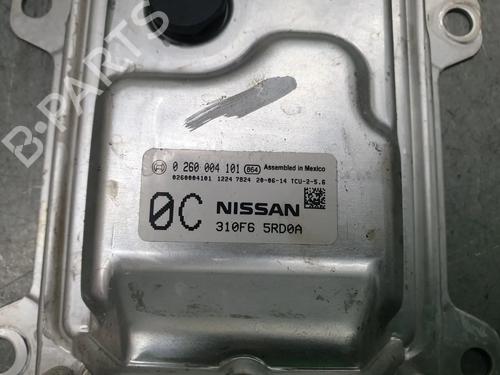 B-PARTS
0 260 004 101 864 Assembled in Mexico
0260004101 1224 7824 20-06-14 TCU-2-5.6
0C NISSAN
310F6 5RD0A